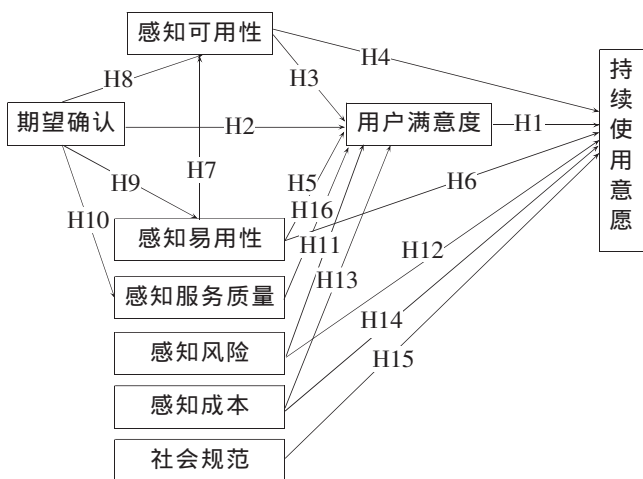 感知可用性
H4
H3
H8
期望确认
H2
用户满意度
H1
持续使用意愿
H5
H9
H7
H6
H16
H10
感知易用性
H11
H12
H13
感知服务质量
H14
感知风险
H15
感知成本
社会规范